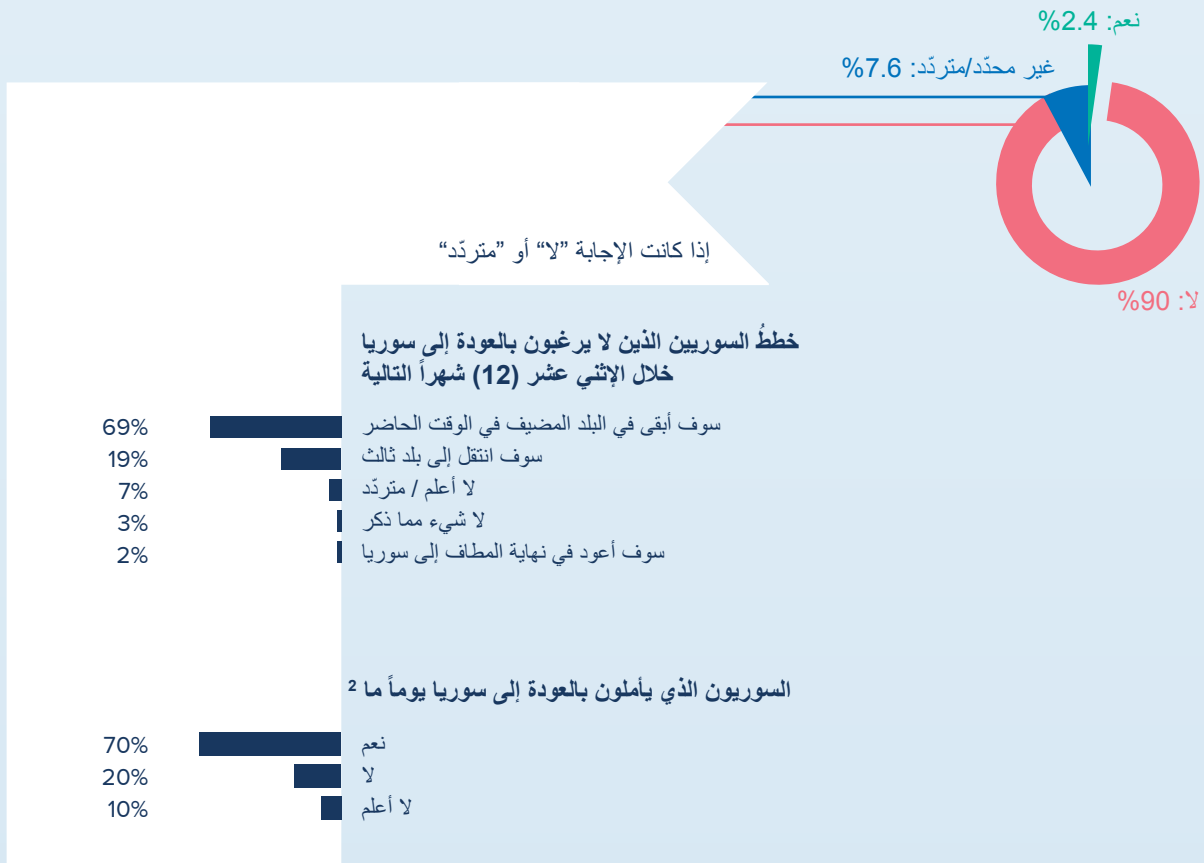 نعم: 2.4%
غير محدّد/متردّد: 7.6%
لا: 90%
إذا كانت الإجابة ”لا“ أو ”متردّد“
خططُ السوريين الذين لا يرغبون بالعودة إلى سوريا
خلال الإثني عشر (12) شهراً التالية
سوف أبقى في البلد المضيف في الوقت الحاضر 69%
سوف انتقل إلى بلد ثالث 19%
لا أعلم / متردّد 7%
لا شيء مما ذكر 3%
سوف أعود في نهاية المطاف إلى سوريا 2%
السوريون الذي يأملون بالعودة إلى سوريا يوماً ما 2
نعم 70%
لا 20%
لا أعلم 10%